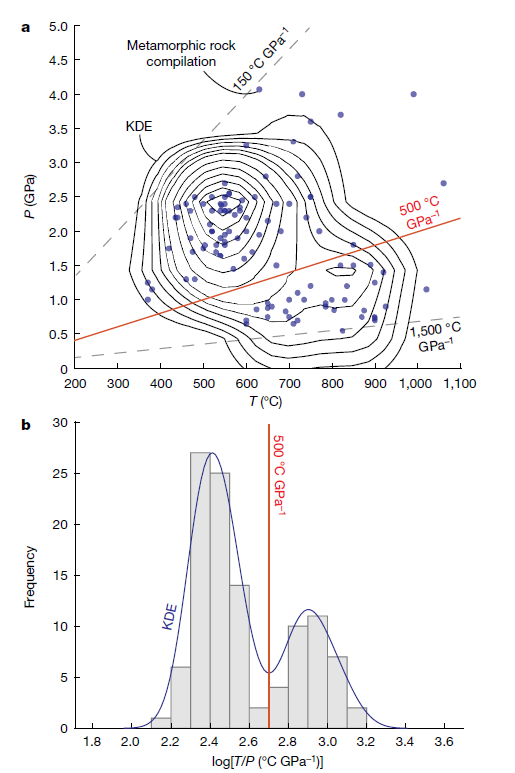 a
Metamorphic rock
compilation
150 °C GPa⁻¹
KDE
500 °C
GPa⁻¹
1,500 °C
GPa⁻¹
P (GPa)
5.0
4.5
4.0
3.5
3.0
2.5
2.0
1.5
1.0
0.5
0
200 300 400 500 600 700 800 900 1,000 1,100
T (°C)
b
Frequency
30
25
20
15
10
5
0
KDE
500 °C GPa⁻¹
1.8 2.0 2.2 2.4 2.6 2.8 3.0 3.2 3.4 3.6
log[T/P (°C GPa⁻¹)]